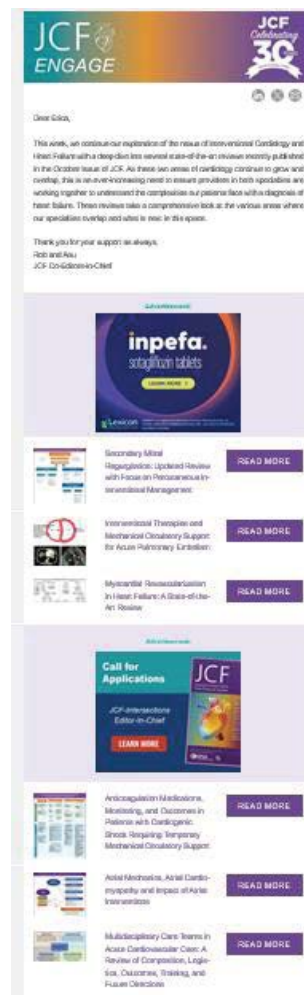 JCF
ENGAGE
JCF
Celebrating
30
Dear Erica,
This week, we continue our exploration of the nexus of Interventional Cardiology and
Heart Failure with a deep dive into several state-of-the-art reviews recently published
in the October issue of JCF. As these two areas of cardiology continue to grow and
overlap, this is an ever-increasing need to ensure providers in both specialties are
working together to understand the complexities our patients face with a diagnosis of
heart failure. These reviews take a comprehensive look at the various areas where
our specialties overlap and what is new in this space.
Thank you for your support as always,
Rob and Anu
JCF Co-Editors-in-Chief
Advertisement
inpefa.
sotagliflozin tablets
LEARN MORE
Lexicon
Secondary Mitral
Regurgitation: Updated Review
with Focus on Percutaneous In-
terventional Management
READ MORE
Interventional Therapies and
Mechanical Circulatory Support
for Acute Pulmonary Embolism
READ MORE
Myocardial Revascularization
in Heart Failure: A State-of-the-
Art Review
READ MORE
Advertisement
Call for
Applications
JCF
JCF-Intersections
Editor-in-Chief
LEARN MORE
Anticoagulation Medications,
Monitoring, and Outcomes in
Patients with Cardiogenic
Shock Requiring Temporary
Mechanical Circulatory Support
READ MORE
Atrial Mechanics, Atrial Cardio-
myopathy and Impact of Atrial
Interventions
READ MORE
Multidisciplinary Care Teams in
Acute Cardiovascular Care: A
Review of Composition, Logis-
tics, Outcomes, Training, and
Future Directions
READ MORE